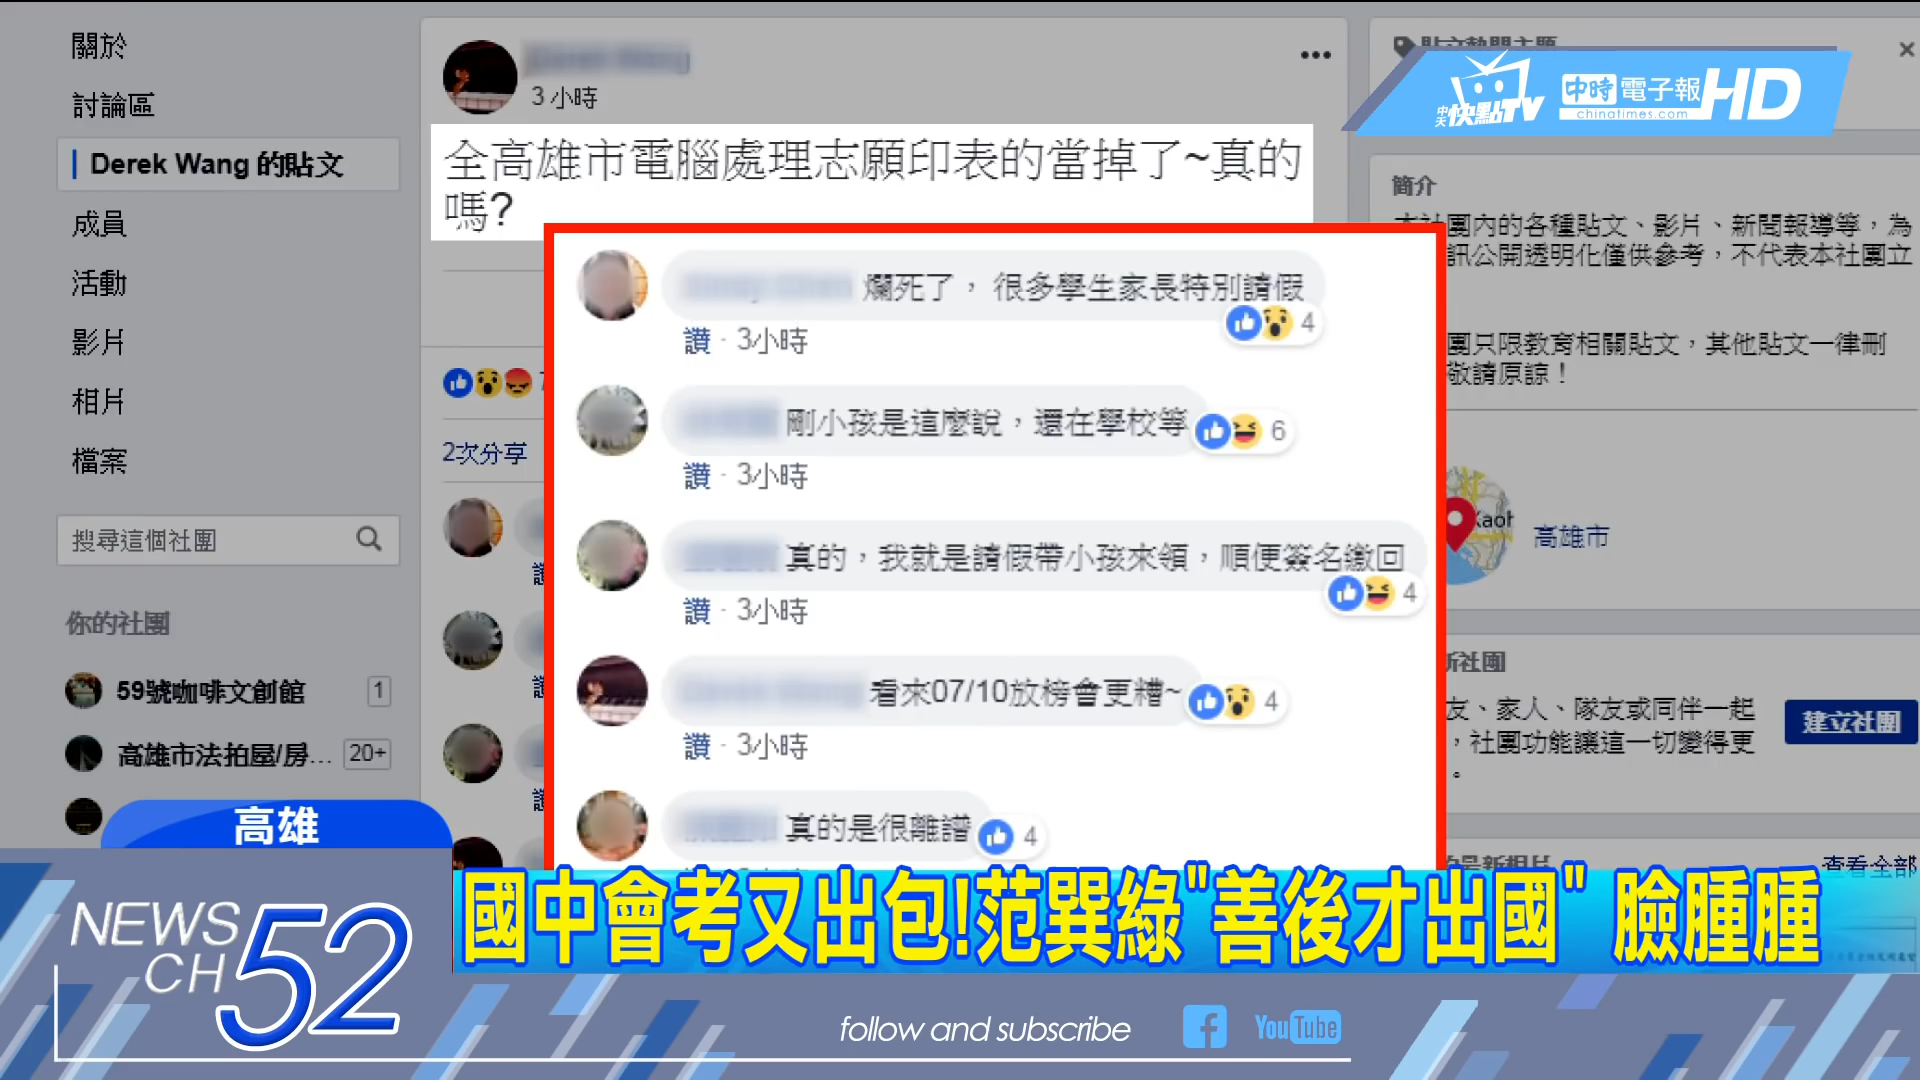 關於
討論區
Derek Wang 的貼文
成員
活動
影片
相片
檔案
搜尋這個社團
你的社團
59號咖啡文創館
1
高雄市法拍屋/房...
20+
3 小時
全高雄市電腦處理志願印表的當掉了~真的
嗎?
2次分享
爛死了， 很多學生家長特別請假
4
讚 · 3小時
剛小孩是這麼說，還在學校等
6
讚 · 3小時
真的，我就是請假帶小孩來領，順便簽名繳回
4
讚 · 3小時
看來07/10放榜會更糟~
4
讚 · 3小時
真的是很離譜
4
中天快點TV
中時電子報HD
chinatimes.com
簡介
本社團內的各種貼文、影片、新聞報導等，為
訊公開透明化僅供參考，不代表本社團立
團只限教育相關貼文，其他貼文一律刪
敬請原諒！
Kaoh
高雄市
新社團
友、家人、隊友或同伴一起
，社團功能讓這一切變得更
。
建立社團
查看全部
高雄
國中會考又出包!范巽綠"善後才出國" 臉腫腫
NEWS
CH
52
follow and subscribe
YouTube